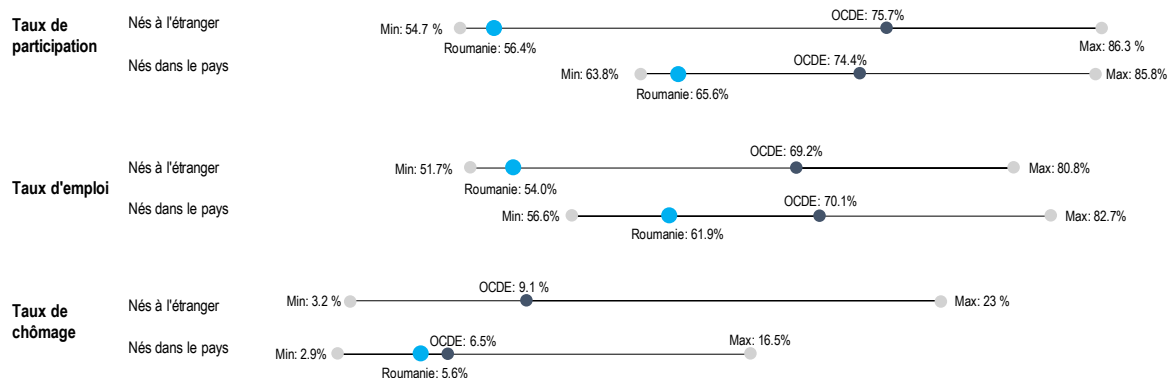 Taux de participation
Nés à l'étranger
Min: 54.7 %
OCDE: 75.7%
Roumanie: 56.4%
Max: 86.3 %
Nés dans le pays
Min: 63.8%
OCDE: 74.4%
Max: 85.8%
Roumanie: 65.6%
Taux d'emploi
Nés à l'étranger
Min: 51.7%
OCDE: 69.2%
Max: 80.8%
Roumanie: 54.0%
Nés dans le pays
Min: 56.6%
OCDE: 70.1%
Max: 82.7%
Roumanie: 61.9%
Taux de chômage
Nés à l'étranger
Min: 3.2 %
OCDE: 9.1 %
Max: 23 %
Nés dans le pays
Min: 2.9%
OCDE: 6.5%
Max: 16.5%
Roumanie: 5.6%